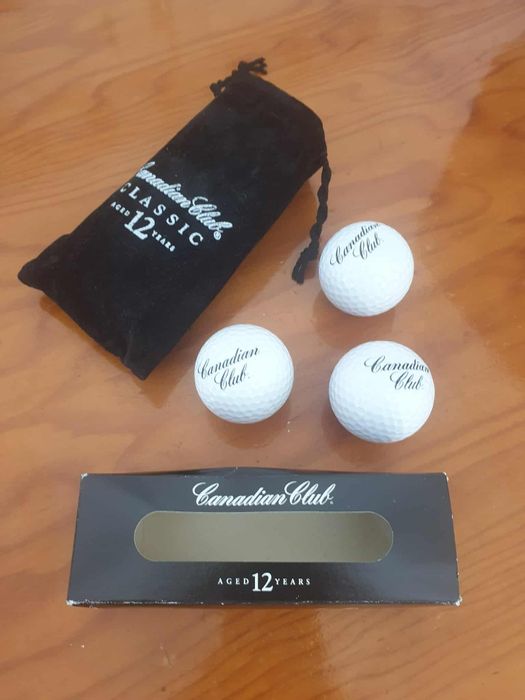 Canadian Club®
CLASSIC
AGED 12 YEARS
Canadian
Club.
Canadian
Club.
Canadian
Club.
Canadian Club®
AGED 12 YEARS